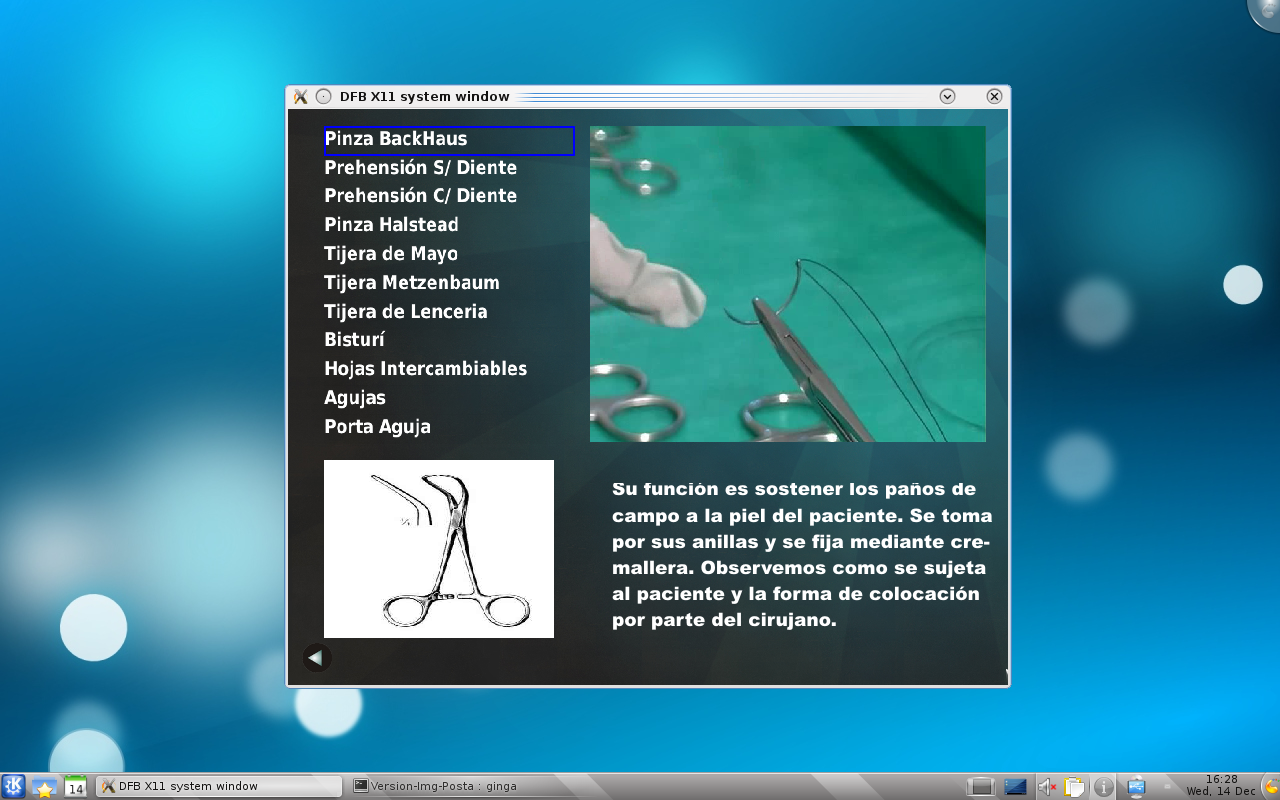 DFB X11 system window
Pinza BackHaus
Prehensión S/ Diente
Prehensión C/ Diente
Pinza Halstead
Tijera de Mayo
Tijera Metzenbaum
Tijera de Lenceria
Bisturí
Hojas Intercambiables
Agujas
Porta Aguja
Su función es sostener los paños de
campo a la piel del paciente. Se toma
por sus anillas y se fija mediante cre-
mallera. Observemos como se sujeta
al paciente y la forma de colocación
por parte del cirujano.
14
DFB X11 system window
Version-Img-Posta : ginga
16:28
Wed, 14 Dec